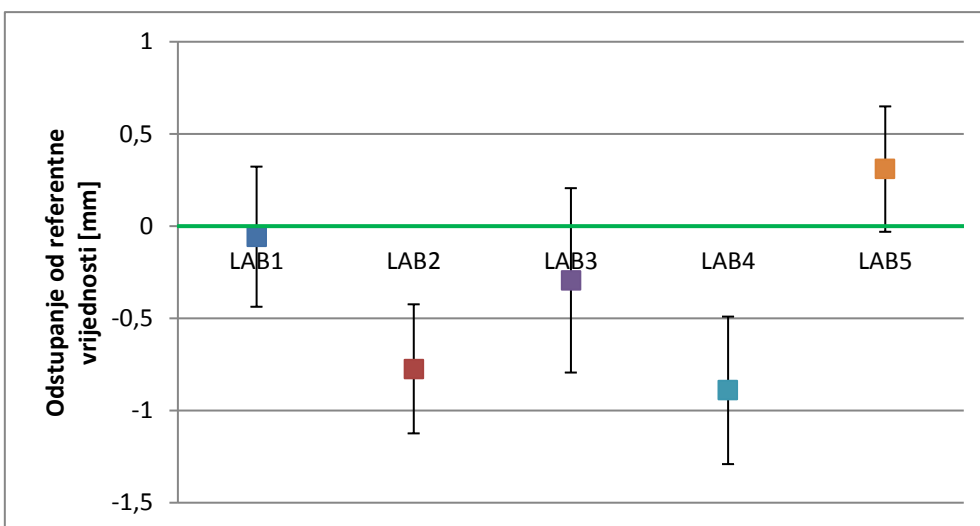 Odstupanje od referentne
vrijednosti [mm]
1
0,5
0
-0,5
-1
-1,5
LAB1
LAB2
LAB3
LAB4
LAB5